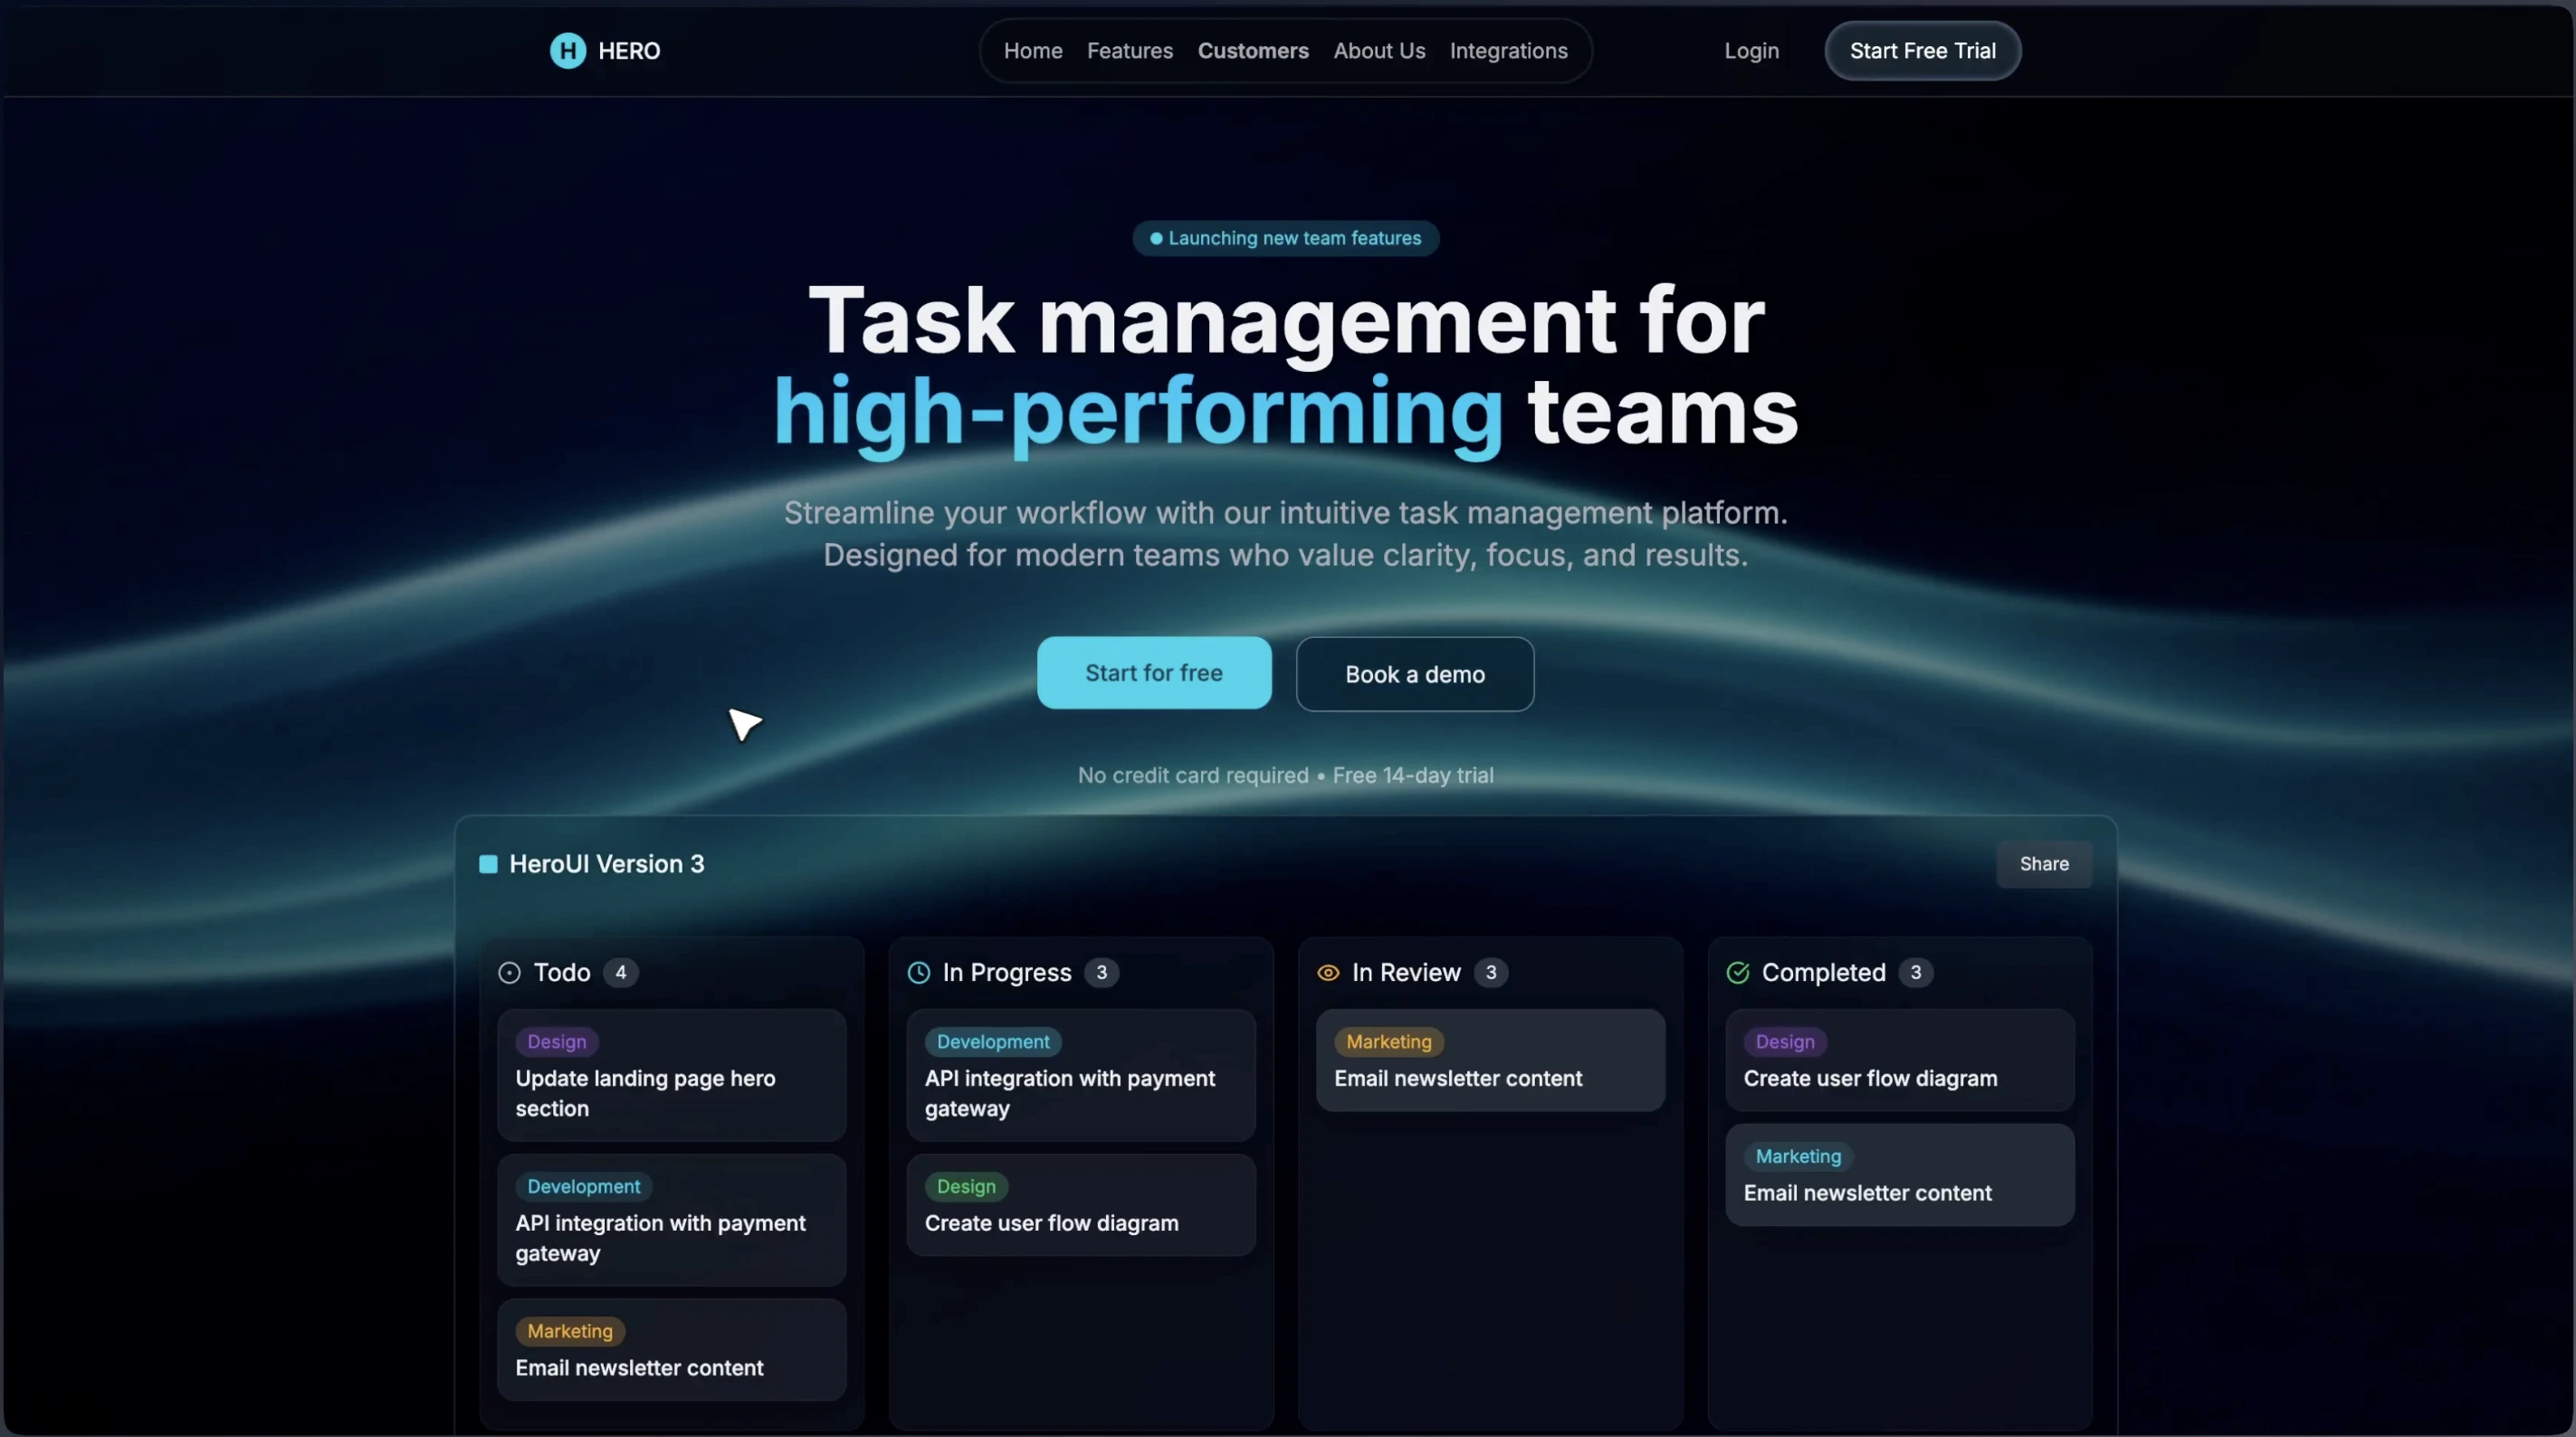 H HERO
Home Features Customers About Us Integrations
Login
Start Free Trial
Launching new team features
Task management for
high-performing teams
Streamline your workflow with our intuitive task management platform.
Designed for modern teams who value clarity, focus, and results.
Start for free
Book a demo
No credit card required • Free 14-day trial
HeroUI Version 3
Share
Todo 4
Design
Update landing page hero
section
Development
API integration with payment
gateway
Marketing
Email newsletter content
In Progress 3
Development
API integration with payment
gateway
Design
Create user flow diagram
In Review 3
Marketing
Email newsletter content
Completed 3
Design
Create user flow diagram
Marketing
Email newsletter content